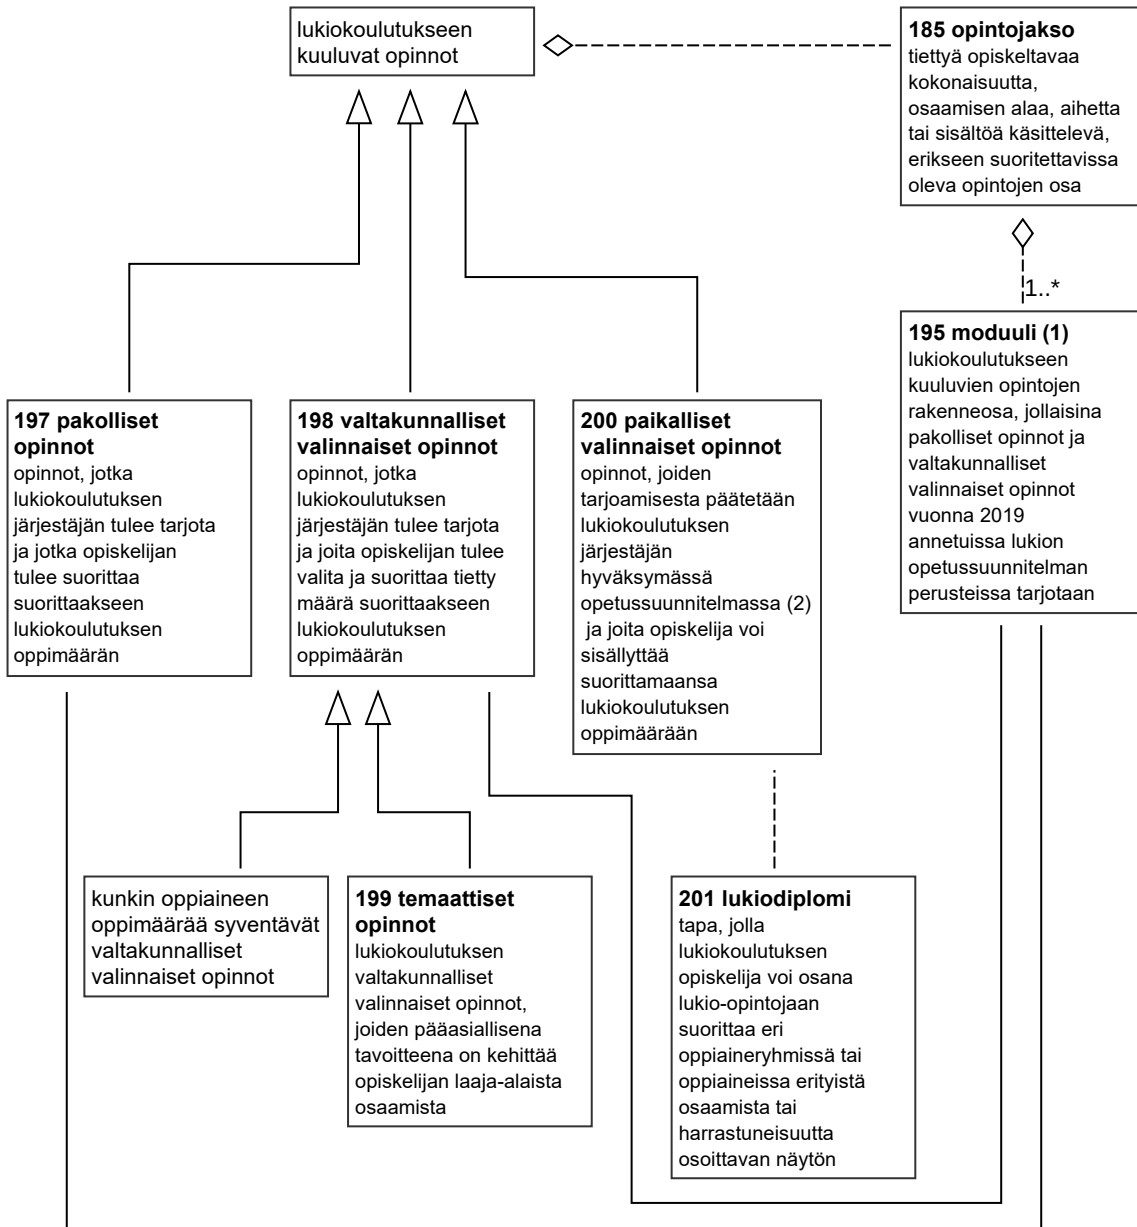 lukiokoulutukseen
kuuluvat opinnot
185 opintojakso
tiettyä opiskeltavaa
kokonaisuutta,
osaamisen alaa, aihetta
tai sisältöä käsittelevä,
erikseen suoritettavissa
oleva opintojen osa
1..*
195 moduuli (1)
lukiokoulutukseen
kuuluvien opintojen
rakenneosa, jollaisina
pakolliset opinnot ja
valtakunnalliset
valinnaiset opinnot
vuonna 2019
annetuissa lukion
opetussuunnitelman
perusteissa tarjotaan
197 pakolliset
opinnot
opinnot, jotka
lukiokoulutuksen
järjestäjän tulee tarjota
ja jotka opiskelijan
tulee suorittaa
suorittaakseen
lukiokoulutuksen
oppimäärän
198 valtakunnalliset
valinnaiset opinnot
opinnot, jotka
lukiokoulutuksen
järjestäjän tulee tarjota
ja joita opiskelijan tulee
valita ja suorittaa tietty
määrä suorittaakseen
lukiokoulutuksen
oppimäärän
200 paikalliset
valinnaiset opinnot
opinnot, joiden
tarjoamisesta päätetään
lukiokoulutuksen
järjestäjän
hyväksymässä
opetussuunnitelmassa (2)
ja joita opiskelija voi
sisällyttää
suorittamaansa
lukiokoulutuksen
oppimäärään
kunkin oppiaineen
oppimäärää syventävät
valtakunnalliset
valinnaiset opinnot
199 temaattiset
opinnot
lukiokoulutuksen
valtakunnalliset
valinnaiset opinnot,
joiden pääasiallisena
tavoitteena on kehittää
opiskelijan laaja-alaista
osaamista
201 lukiodiplomi
tapa, jolla
lukiokoulutuksen
opiskelija voi osana
lukio-opintojaan
suorittaa eri
oppiaineryhmissä tai
oppiaineissa erityistä
osaamista tai
harrastuneisuutta
osoittavan näytön